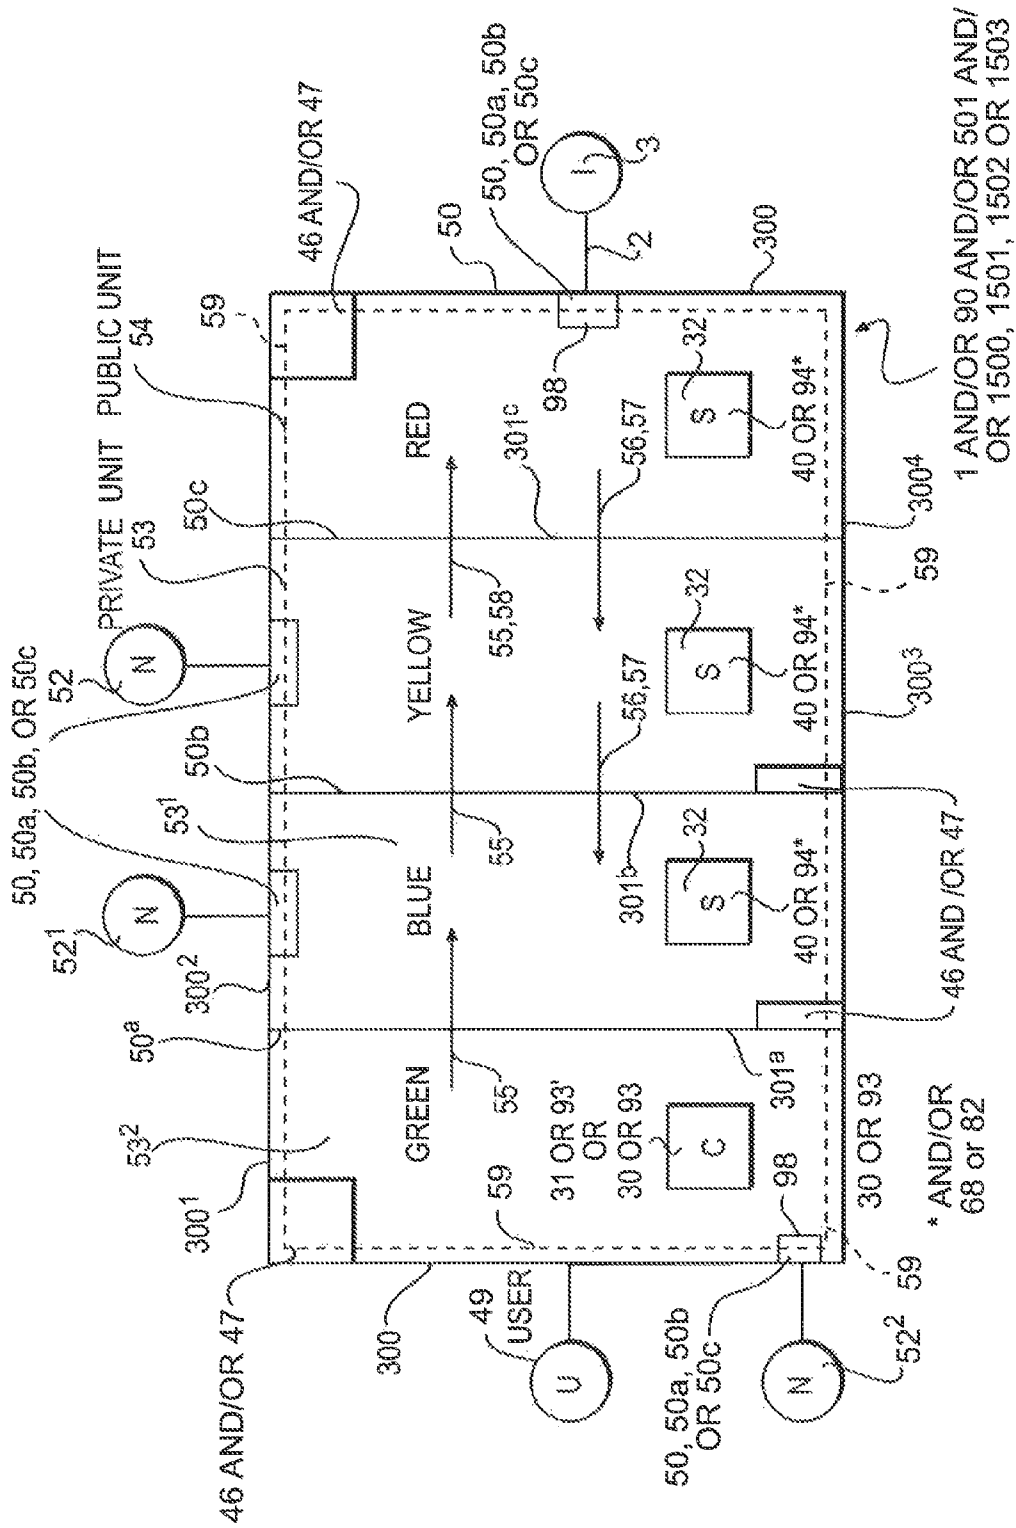 50, 50a, 50b, OR 50c
52¹
N
52
N
PRIVATE UNIT PUBLIC UNIT
46 AND/OR 47
300¹
53²
50ª
300²
53¹
50b
53
50c
54
59
46 AND/OR 47
50
50, 50a, 50b
OR 50c
I
3
2
300
98
300
59
GREEN
BLUE
YELLOW
RED
55
55
55,58
301ᶜ
56,57
56,57
U
49
USER
31 OR 93'
OR
30 OR 93
C
301ª
301ᵇ
S
32
40 OR 94*
S
32
40 OR 94*
S
32
40 OR 94*
98
50, 50a, 50b
OR 50c
N
52²
59
30 OR 93
* AND/OR
68 or 82
46 AND /OR 47
300³
59
300⁴
1 AND/OR 90 AND/OR 501 AND/
OR 1500, 1501, 1502 OR 1503